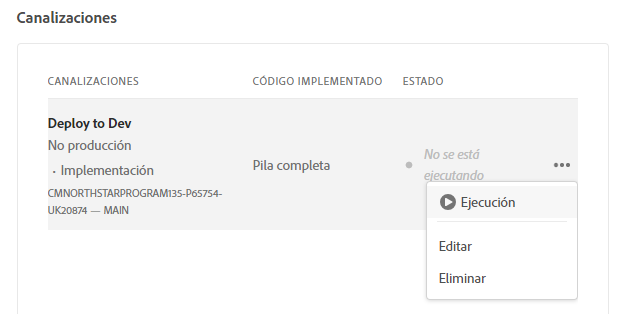 Canalizaciones
CANALIZACIONES CÓDIGO IMPLEMENTADO ESTADO
Deploy to Dev
No producción
· Implementación
CMNORTHSTARPROGRAM135-P65754-
UK20874 — MAIN
Pila completa
No se está
ejecutando
Ejecución
Editar
Eliminar